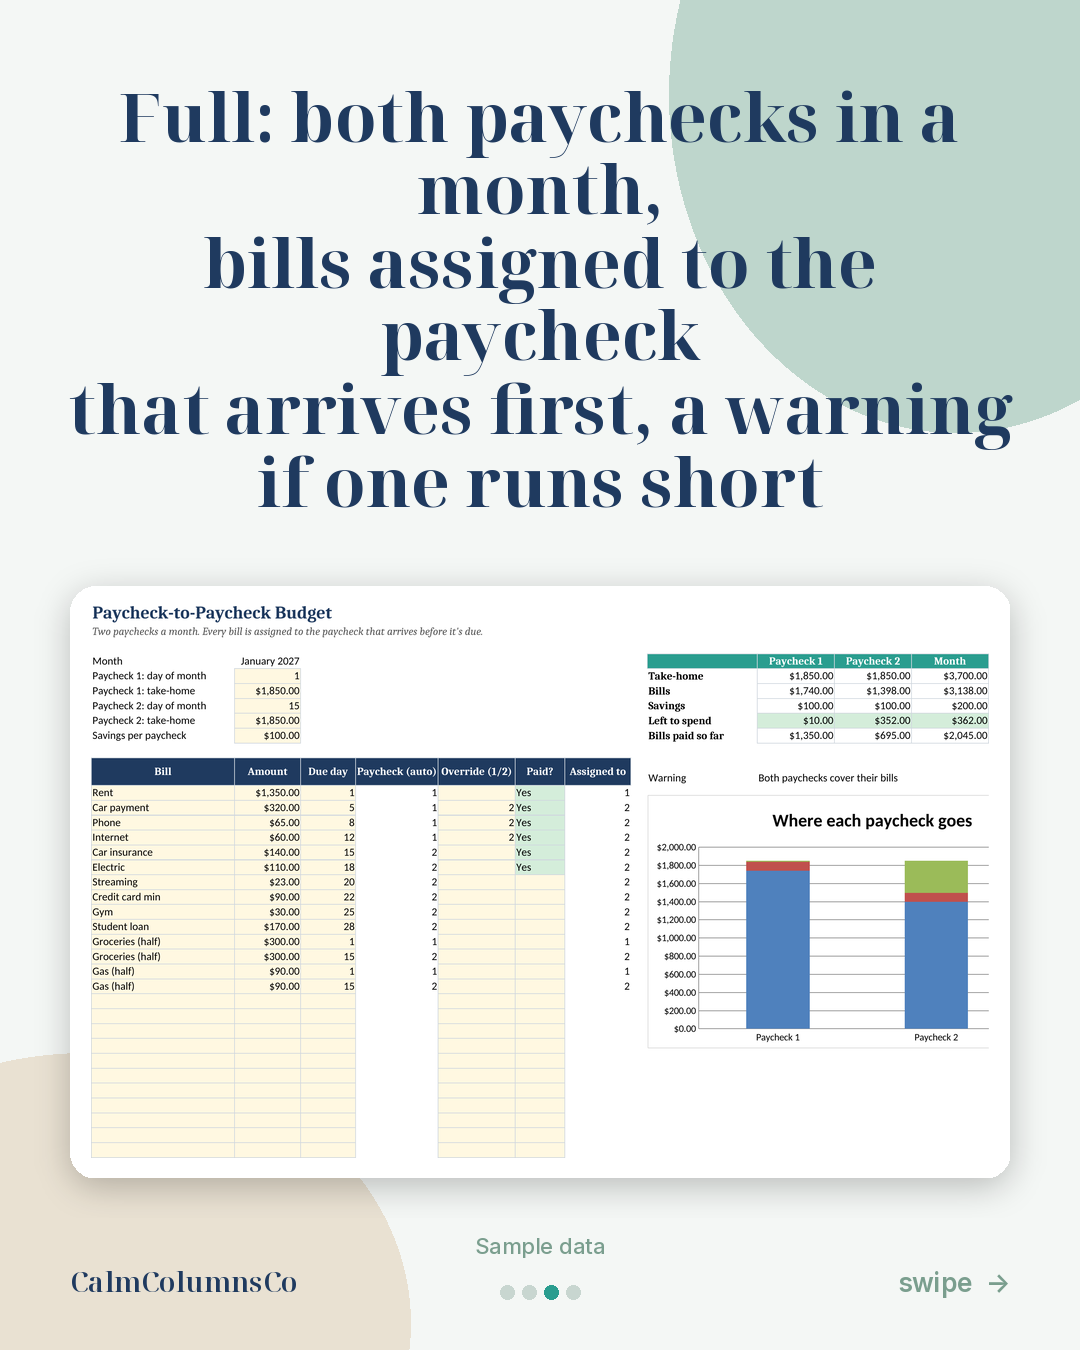 Full: both paychecks in a
month,
bills assigned to the
paycheck
that arrives first, a warning
if one runs short
Paycheck-to-Paycheck Budget
Two paychecks a month. Every bill is assigned to the paycheck that arrives before it's due.
Month January 2027
Paycheck 1: day of month 1
Paycheck 1: take-home $1,850.00
Paycheck 2: day of month 15
Paycheck 2: take-home $1,850.00
Savings per paycheck $100.00
Paycheck 1 Paycheck 2 Month
Take-home $1,850.00 $1,850.00 $3,700.00
Bills $1,740.00 $1,398.00 $3,138.00
Savings $100.00 $100.00 $200.00
Left to spend $10.00 $352.00 $362.00
Bills paid so far $1,350.00 $695.00 $2,045.00
Bill Amount Due day Paycheck (auto) Override (1/2) Paid? Assigned to
Rent $1,350.00 1 1 Yes 1
Car payment $320.00 5 1 2 Yes 2
Phone $65.00 8 1 2 Yes 2
Internet $60.00 12 1 2 Yes 2
Car insurance $140.00 15 2 Yes 2
Electric $110.00 18 2 Yes 2
Streaming $23.00 20 2 2
Credit card min $90.00 22 2 2
Gym $30.00 25 2 2
Student loan $170.00 28 2 2
Groceries (half) $300.00 1 1 1
Groceries (half) $300.00 15 2 2
Gas (half) $90.00 1 1 1
Gas (half) $90.00 15 2 2
Warning Both paychecks cover their bills
Where each paycheck goes
$2,000.00
$1,800.00
$1,600.00
$1,400.00
$1,200.00
$1,000.00
$800.00
$600.00
$400.00
$200.00
$0.00
Paycheck 1 Paycheck 2
Sample data
CalmColumnsCo
swipe →